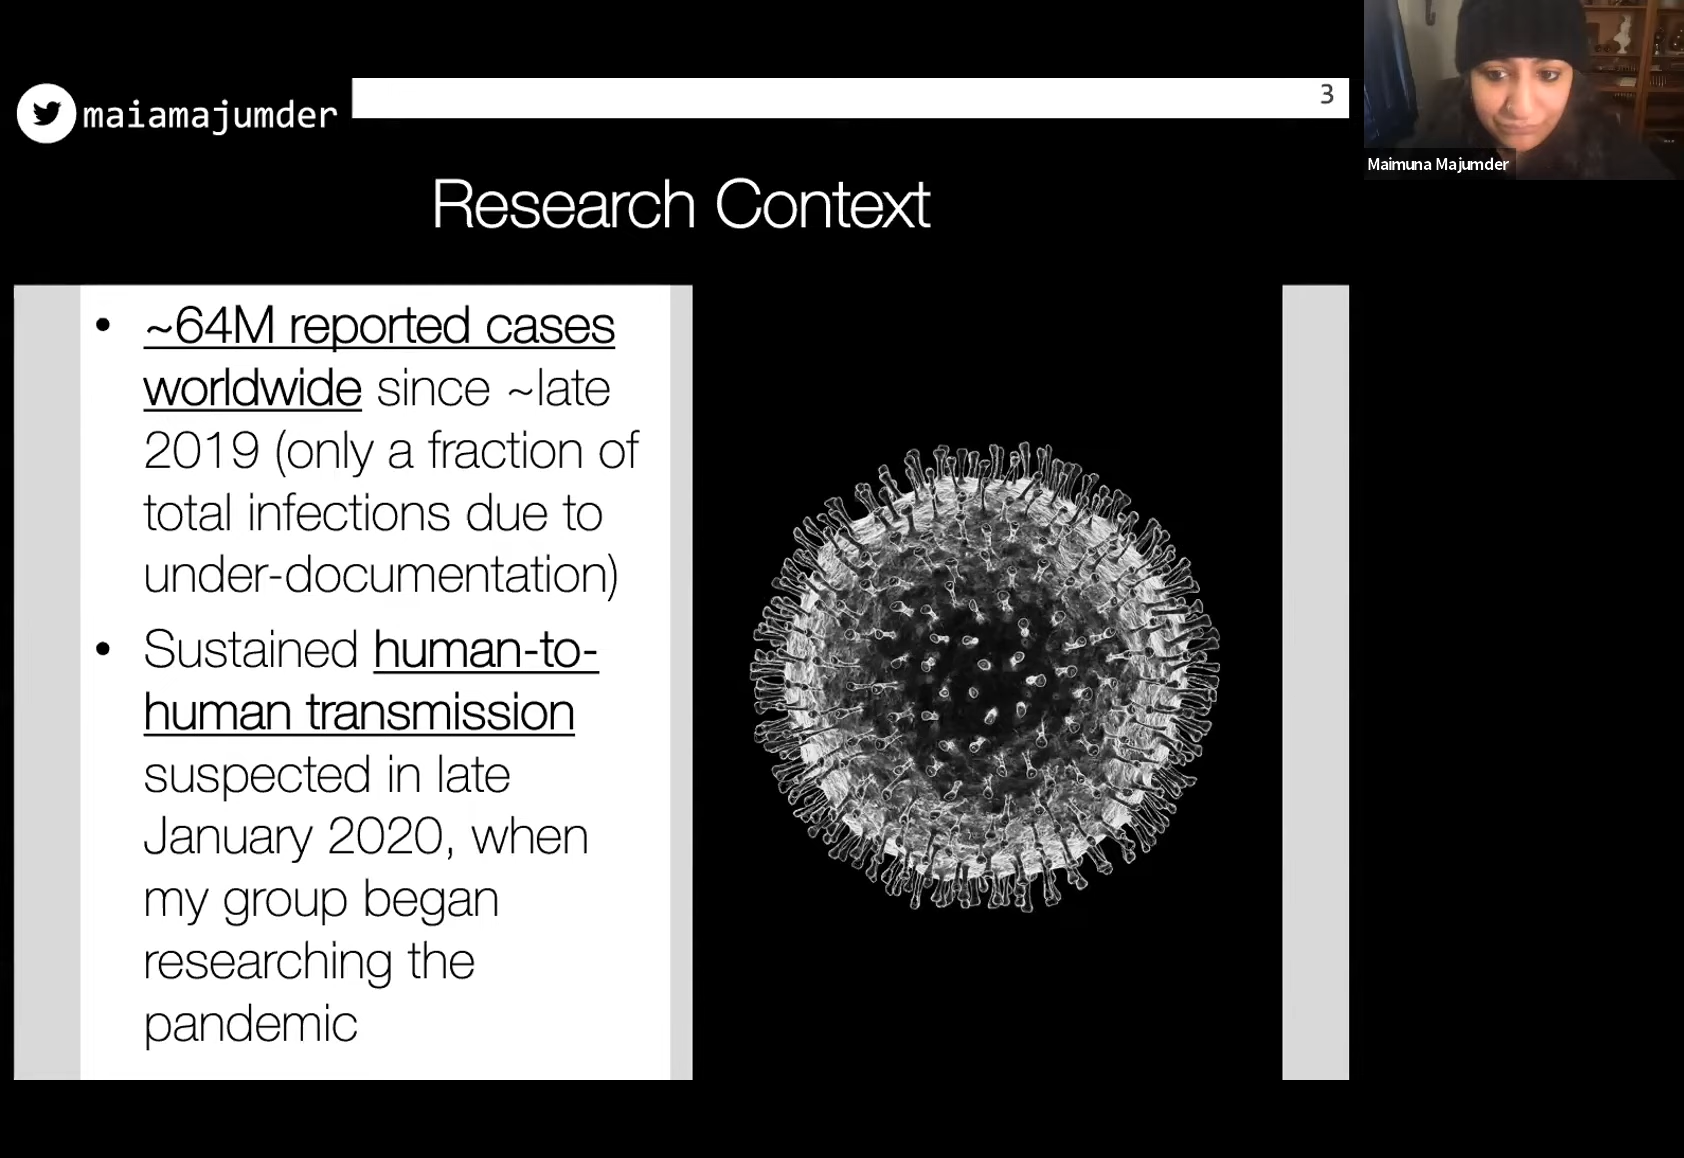 maiamajumder
3
Maimuna Majumder
Research Context
• ~64M reported cases
worldwide since ~late
2019 (only a fraction of
total infections due to
under-documentation)
• Sustained human-to-
human transmission
suspected in late
January 2020, when
my group began
researching the
pandemic